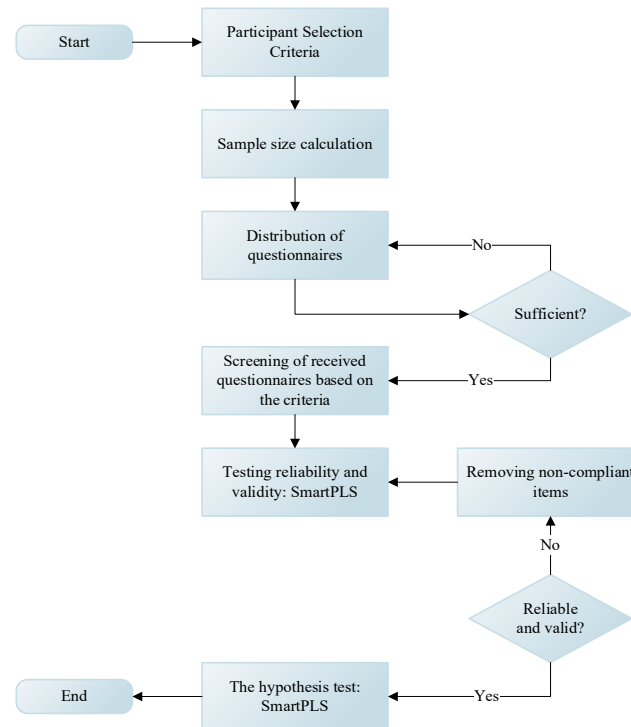 Start
Participant Selection
Criteria
Sample size calculation
Distribution of
questionnaires
No
Sufficient?
Yes
Screening of received
questionnaires based on
the criteria
Testing reliability and
validity: SmartPLS
Removing non-compliant
items
No
Reliable
and valid?
Yes
The hypothesis test:
SmartPLS
End